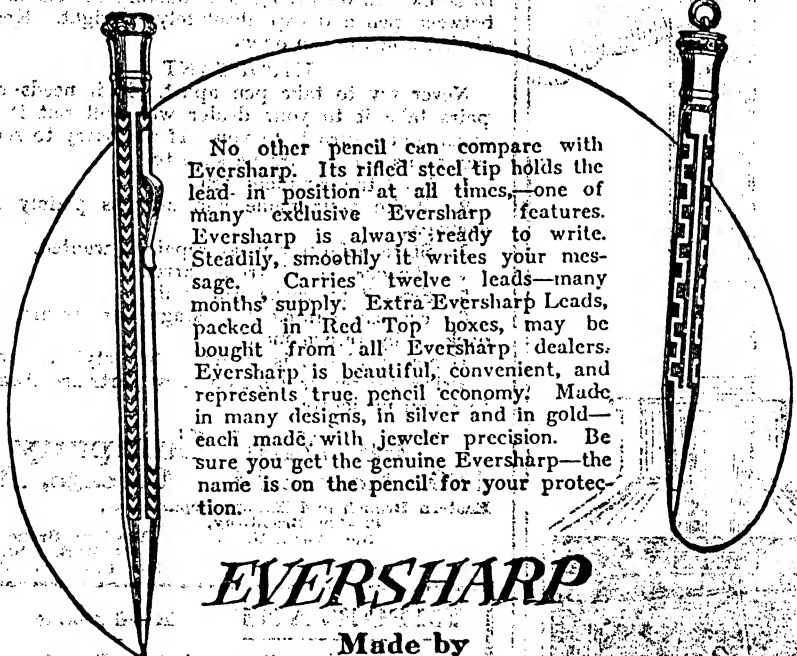 No other pencil can compare with
Eversharp. Its rifled steel tip holds the
lead in position at all times,—one of
many exclusive Eversharp features.
Eversharp is always ready to write.
Steadily, smoothly it writes your mes-
sage. Carries twelve leads—many
months' supply. Extra Eversharp Leads,
packed in Red Top boxes, may be
bought from all Eversharp dealers.
Eversharp is beautiful, convenient, and
represents true pencil economy. Made
in many designs, in silver and in gold—
each made with jeweler precision. Be
sure you get the genuine Eversharp—the
name is on the pencil for your protec-
tion.
EVERSHARP
Made by